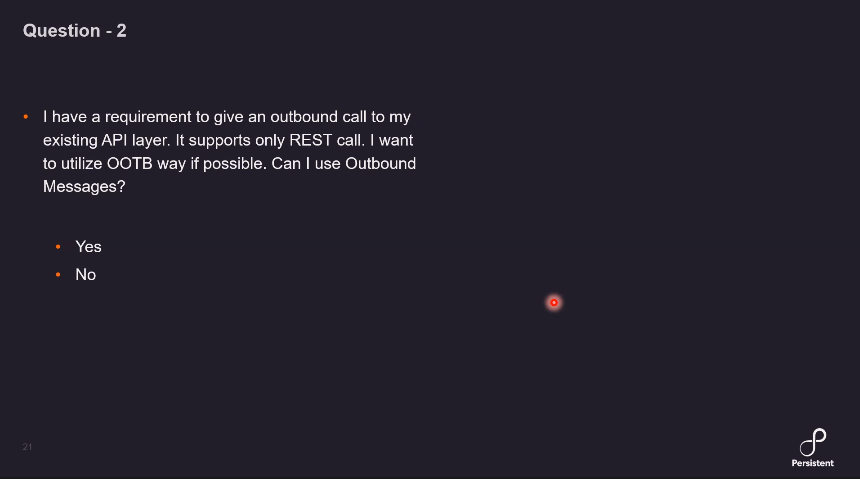 Question - 2
I have a requirement to give an outbound call to my
existing API layer. It supports only REST call. I want
to utilize OOTB way if possible. Can I use Outbound
Messages?
Yes
No
21
Persistent